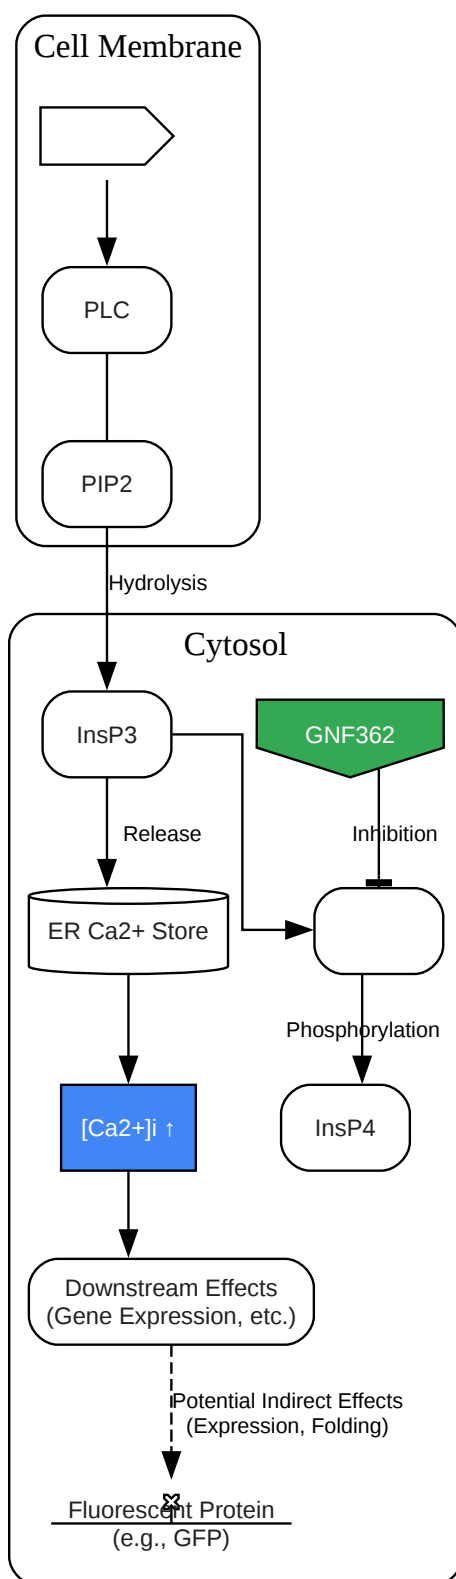 Cell Membrane
PLC
PIP2
Hydrolysis
Cytosol
InsP3
GNF362
Release
Inhibition
ER Ca2+ Store
Phosphorylation
[Ca2+]i ↑
InsP4
Downstream Effects
(Gene Expression, etc.)
Potential Indirect Effects
(Expression, Folding)
Fluorescent Protein
(e.g., GFP)